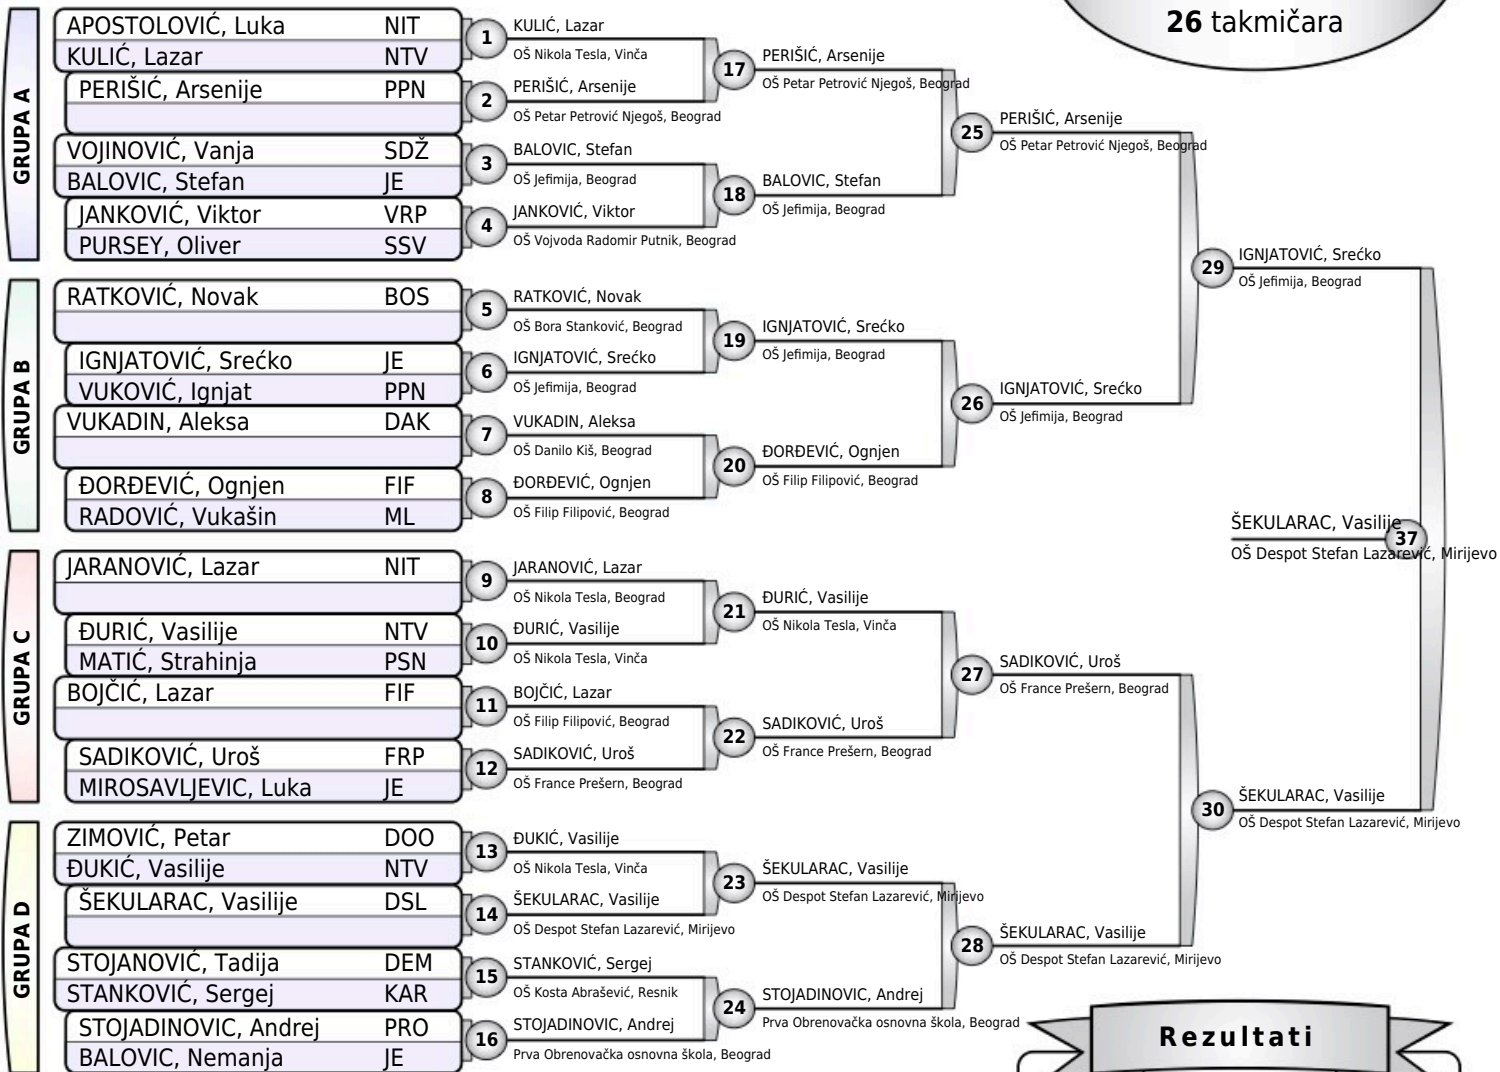 26 takmičara
GRUPA A
APOSTOLOVIĆ, Luka NIT
KULIĆ, Lazar NTV
PERIŠIĆ, Arsenije PPN
VOJINOVIĆ, Vanja SDŽ
BALOVIC, Stefan JE
JANKOVIĆ, Viktor VRP
PURSEY, Oliver SSV
GRUPA B
RATKOVIĆ, Novak BOS
IGNJATOVIĆ, Srećko JE
VUKOVIĆ, Ignjat PPN
VUKADIN, Aleksa DAK
ĐORĐEVIĆ, Ognjen FIF
RADOVIĆ, Vukašin ML
GRUPA C
JARANOVIĆ, Lazar NIT
ĐURIĆ, Vasilije NTV
MATIĆ, Strahinja PSN
BOJČIĆ, Lazar FIF
SADIKOVIĆ, Uroš FRP
MIROSAVLJEVIC, Luka JE
GRUPA D
ZIMOVIĆ, Petar DOO
ĐUKIĆ, Vasilije NTV
ŠEKULARAC, Vasilije DSL
STOJANOVIĆ, Tadija DEM
STANKOVIĆ, Sergej KAR
STOJADINOVIC, Andrej PRO
BALOVIC, Nemanja JE
1 KULIĆ, Lazar
OŠ Nikola Tesla, Vinča
2 PERIŠIĆ, Arsenije
OŠ Petar Petrović Njegoš, Beograd
3 BALOVIC, Stefan
OŠ Jefimija, Beograd
4 JANKOVIĆ, Viktor
OŠ Vojvoda Radomir Putnik, Beograd
5 RATKOVIĆ, Novak
OŠ Bora Stanković, Beograd
6 IGNJATOVIĆ, Srećko
OŠ Jefimija, Beograd
7 VUKADIN, Aleksa
OŠ Danilo Kiš, Beograd
8 ĐORĐEVIĆ, Ognjen
OŠ Filip Filipović, Beograd
9 JARANOVIĆ, Lazar
OŠ Nikola Tesla, Beograd
10 ĐURIĆ, Vasilije
OŠ Nikola Tesla, Vinča
11 BOJČIĆ, Lazar
OŠ Filip Filipović, Beograd
12 SADIKOVIĆ, Uroš
OŠ France Prešern, Beograd
13 ĐUKIĆ, Vasilije
OŠ Nikola Tesla, Vinča
14 ŠEKULARAC, Vasilije
OŠ Despot Stefan Lazarević, Mirijevo
15 STANKOVIĆ, Sergej
OŠ Kosta Abrašević, Resnik
16 STOJADINOVIC, Andrej
Prva Obrenovačka osnovna škola, Beograd
17 PERIŠIĆ, Arsenije
OŠ Petar Petrović Njegoš, Beograd
18 BALOVIC, Stefan
OŠ Jefimija, Beograd
19 IGNJATOVIĆ, Srećko
OŠ Jefimija, Beograd
20 ĐORĐEVIĆ, Ognjen
OŠ Filip Filipović, Beograd
21 ĐURIĆ, Vasilije
OŠ Nikola Tesla, Vinča
22 SADIKOVIĆ, Uroš
OŠ France Prešern, Beograd
23 ŠEKULARAC, Vasilije
OŠ Despot Stefan Lazarević, Mirijevo
24 STOJADINOVIC, Andrej
Prva Obrenovačka osnovna škola, Beograd
25 PERIŠIĆ, Arsenije
OŠ Petar Petrović Njegoš, Beograd
26 IGNJATOVIĆ, Srećko
OŠ Jefimija, Beograd
27 SADIKOVIĆ, Uroš
OŠ France Prešern, Beograd
28 ŠEKULARAC, Vasilije
OŠ Despot Stefan Lazarević, Mirijevo
29 IGNJATOVIĆ, Srećko
OŠ Jefimija, Beograd
30 ŠEKULARAC, Vasilije
OŠ Despot Stefan Lazarević, Mirijevo
ŠEKULARAC, Vasilije 37
OŠ Despot Stefan Lazarević, Mirijevo
Rezultati